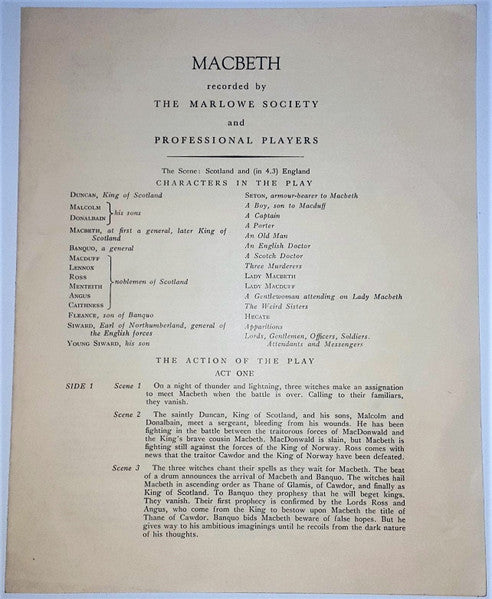 MACBETH
recorded by
THE MARLOWE SOCIETY
and
PROFESSIONAL PLAYERS
The Scene: Scotland and (in 4.3) England
CHARACTERS IN THE PLAY
DUNCAN, King of Scotland
MALCOLM
DONALBAIN
his sons
MACBETH, at first a general, later King of
Scotland
BANQUO, a general
MACDUFF
LENNOX
ROSS
MENTEITH
ANGUS
CAITHNESS
noblemen of Scotland
FLEANCE, son of Banquo
SIWARD, Earl of Northumberland, general of
the English forces
YOUNG SIWARD, his son
SETON, armour-bearer to Macbeth
A Boy, son to Macduff
A Captain
A Porter
An Old Man
An English Doctor
A Scotch Doctor
Three Murderers
LADY MACBETH
LADY MACDUFF
A Gentlewoman attending on Lady Macbeth
The Weird Sisters
HECATE
Apparitions
Lords, Gentlemen, Officers, Soldiers.
Attendants and Messengers
THE ACTION OF THE PLAY
ACT ONE
SIDE 1 Scene 1 On a night of thunder and lightning, three witches make an assignation
to meet Macbeth when the battle is over. Calling to their familiars,
they vanish.
Scene 2 The saintly Duncan, King of Scotland, and his sons, Malcolm and
Donalbain, meet a sergeant, bleeding from his wounds. He has been
fighting in the battle between the traitorous forces of MacDonwald and
the King's brave cousin Macbeth. MacDonwald is slain, but Macbeth is
fighting still against the forces of the King of Norway. Ross comes with
news that the traitor Cawdor and the King of Norway have been defeated.
Scene 3 The three witches chant their spells as they wait for Macbeth. The beat
of a drum announces the arrival of Macbeth and Banquo. The witches hail
Macbeth in ascending order as Thane of Glamis, of Cawdor, and finally as
King of Scotland. To Banquo they prophesy that he will beget kings.
They vanish. Their first prophecy is confirmed by the Lords Ross and
Angus, who come from the King to bestow upon Macbeth the title of
Thane of Cawdor. Banquo bids Macbeth beware of false hopes. But he
gives way to his ambitious imaginings until he recoils from the dark nature
of his thoughts.